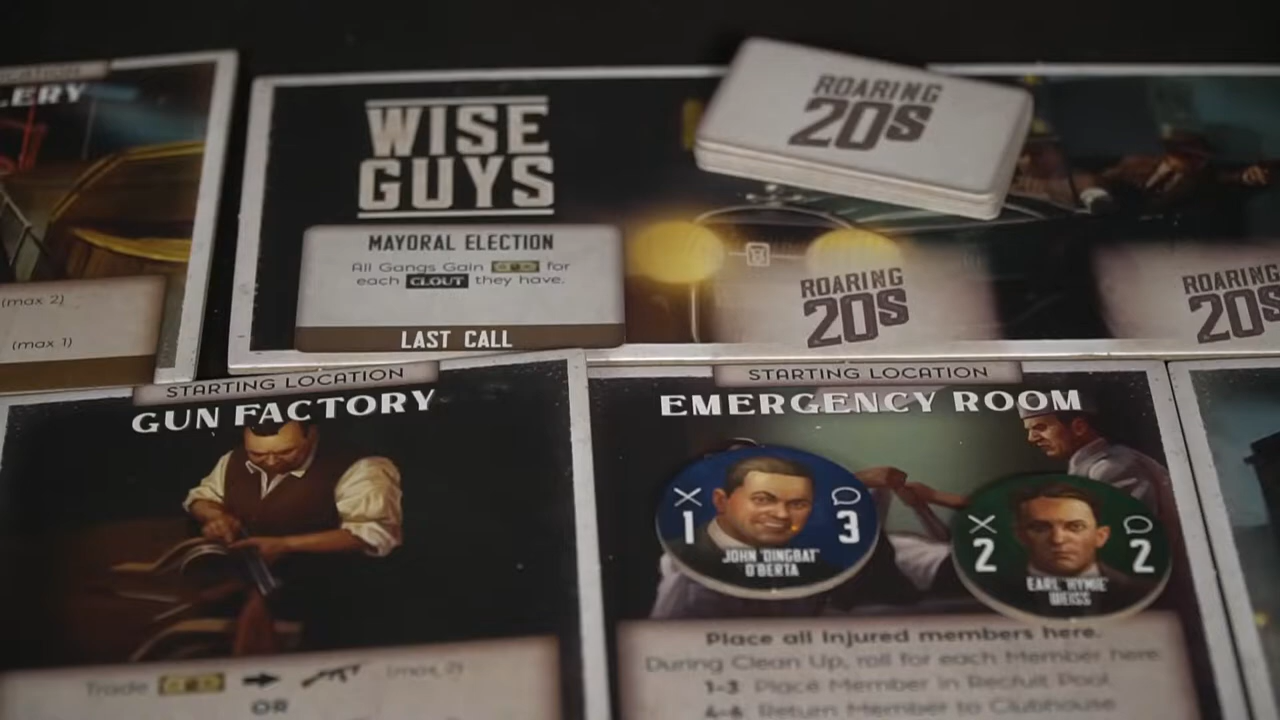 LERY
(max 2)
(max 1)
WISE
GUYS
MAYORAL ELECTION
All Gangs Gain for
each CLOUT they have.
LAST CALL
ROARING
20s
ROARING
20s
ROARING
20s
STARTING LOCATION
GUN FACTORY
Trade (max 2)
OR
STARTING LOCATION
EMERGENCY ROOM
1
3
JOHN 'DINGBAT'
O'BERTA
2
2
EARL 'HYMIE'
WEISS
Place all Injured members here.
During Clean Up, roll for each Member here:
1-3: Place Member in Recruit Pool
4-6: Return Member to Clubhouse